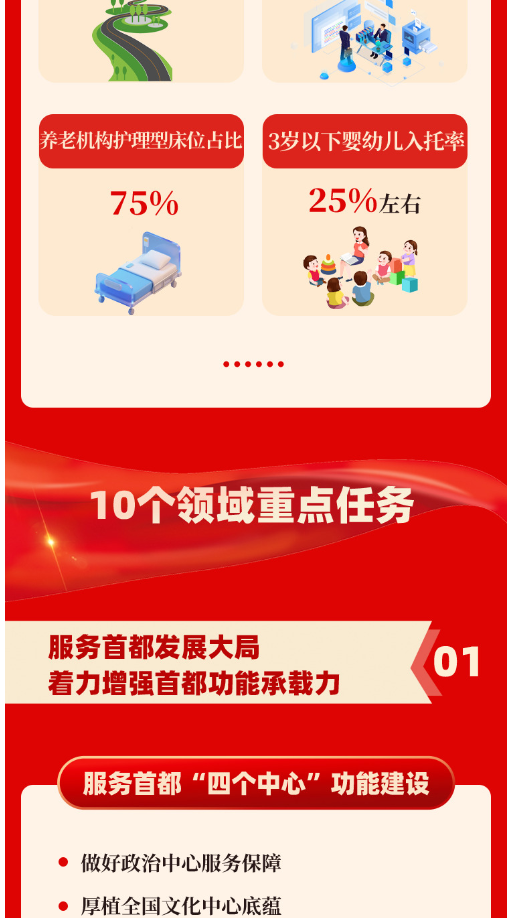 养老机构护理型床位占比
3岁以下婴幼儿入托率
75%
25%左右
10个领域重点任务
服务首都发展大局
着力增强首都功能承载力
01
服务首都“四个中心”功能建设
做好政治中心服务保障
厚植全国文化中心底蕴